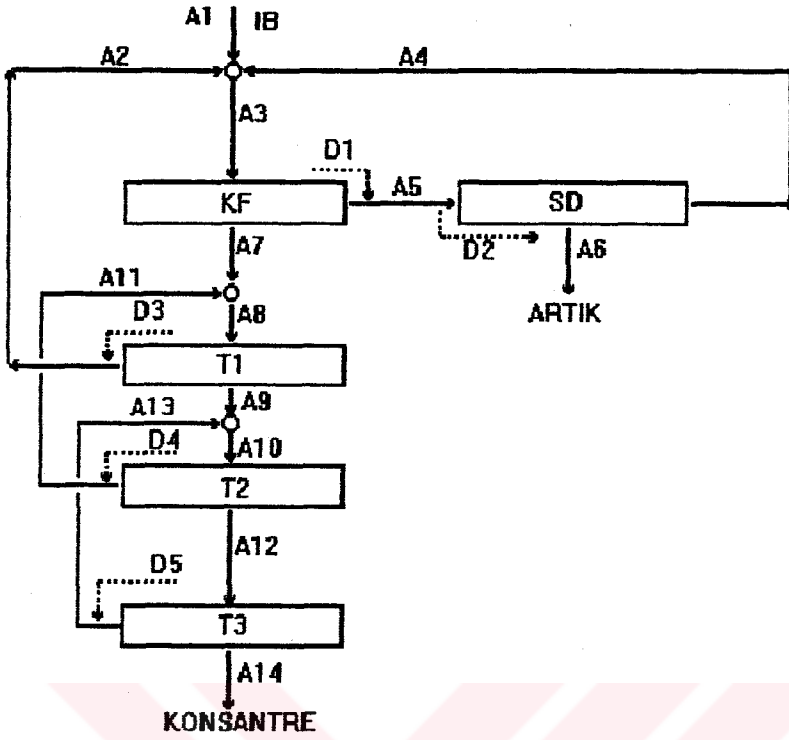 A1 IB
A2
A4
A3
D1
KF
A5
SD
A7
D2
A6
A11
D3
A8
ARTIK
T1
A13
A9
D4
A10
T2
A12
D5
T3
A14
KONSANTRE